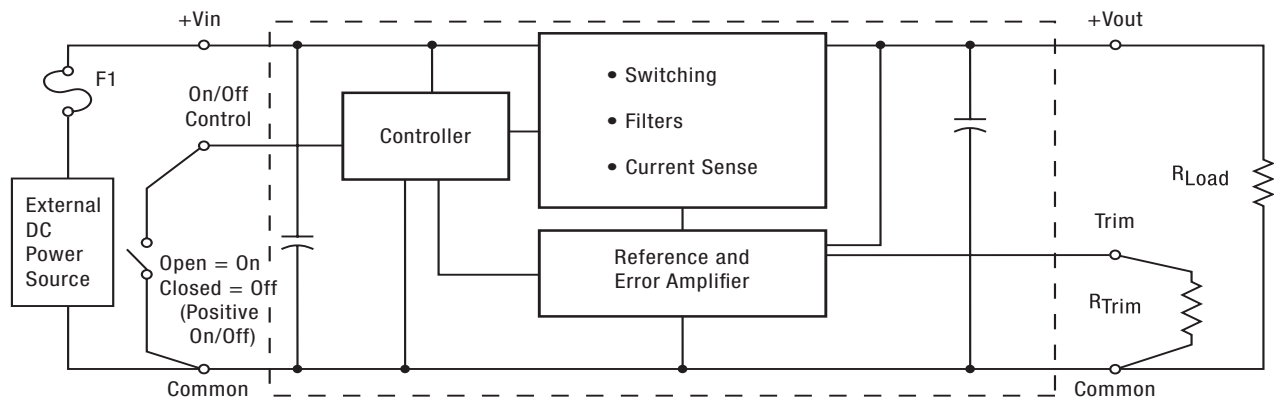 +Vin
+Vout
F1
On/Off
Control
Controller
• Switching
• Filters
• Current Sense
RLoad
External
DC
Power
Source
Open = On
Closed = Off
(Positive
On/Off)
Reference and
Error Amplifier
Trim
RTrim
Common
Common